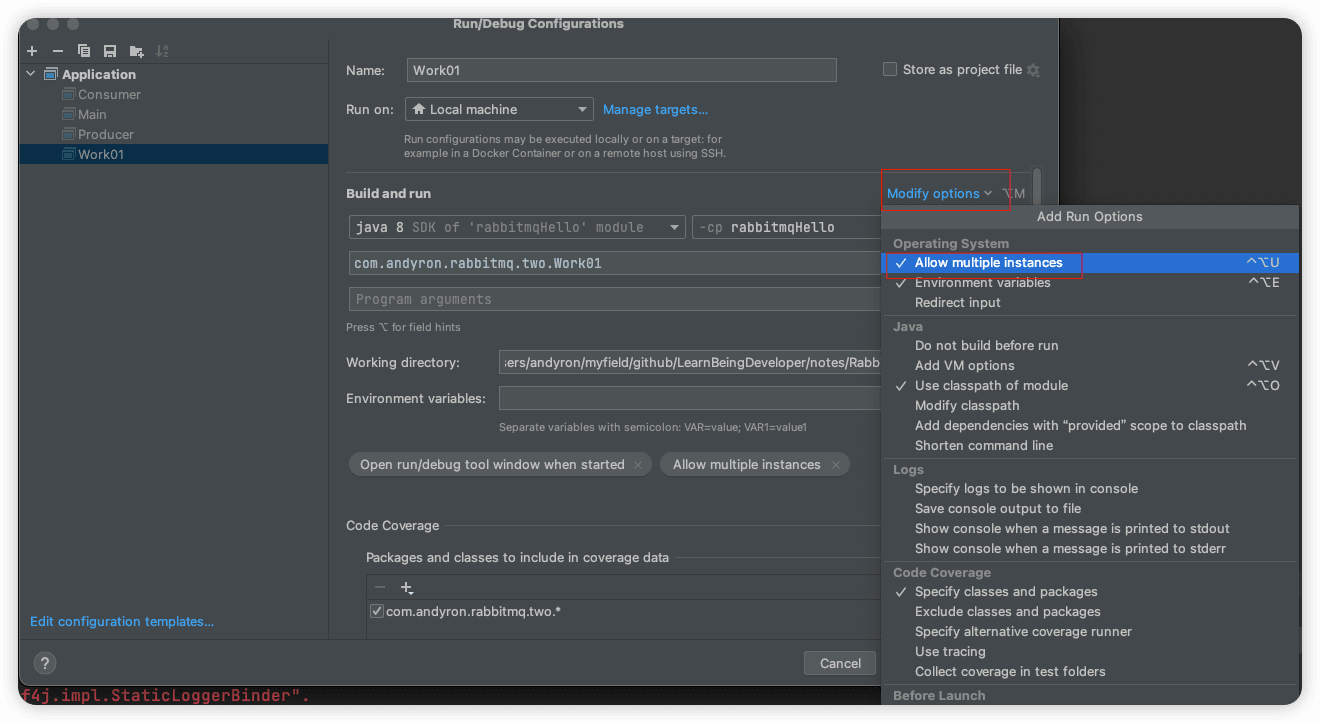 Run/Debug Configurations
Application
Consumer
Main
Producer
Work01
Edit configuration templates...
Name:
Work01
Store as project file
Run on:
Local machine
Manage targets...
Run configurations may be executed locally or on a target: for
example in a Docker Container or on a remote host using SSH.
Build and run
Modify options
⌥M
java 8 SDK of 'rabbitmqHello' module
-cp rabbitmqHello
com.andyron.rabbitmq.two.Work01
Program arguments
Press ⌥ for field hints
Working directory:
ers/andyron/myfield/github/LearnBeingDeveloper/notes/Rabb
Environment variables:
Separate variables with semicolon: VAR=value; VAR1=value1
Open run/debug tool window when started ×
Allow multiple instances ×
Code Coverage
Packages and classes to include in coverage data
com.andyron.rabbitmq.two.*
?
Cancel
Add Run Options
Operating System
✓ Allow multiple instances ⌃⌥U
✓ Environment variables ⌃⌥E
Redirect input
Java
Do not build before run
Add VM options ⌃⌥V
✓ Use classpath of module ⌃⌥O
Modify classpath
Add dependencies with “provided” scope to classpath
Shorten command line
Logs
Specify logs to be shown in console
Save console output to file
Show console when a message is printed to stdout
Show console when a message is printed to stderr
Code Coverage
✓ Specify classes and packages
Exclude classes and packages
Specify alternative coverage runner
Use tracing
Collect coverage in test folders
Before Launch
f4j.impl.StaticLoggerBinder".